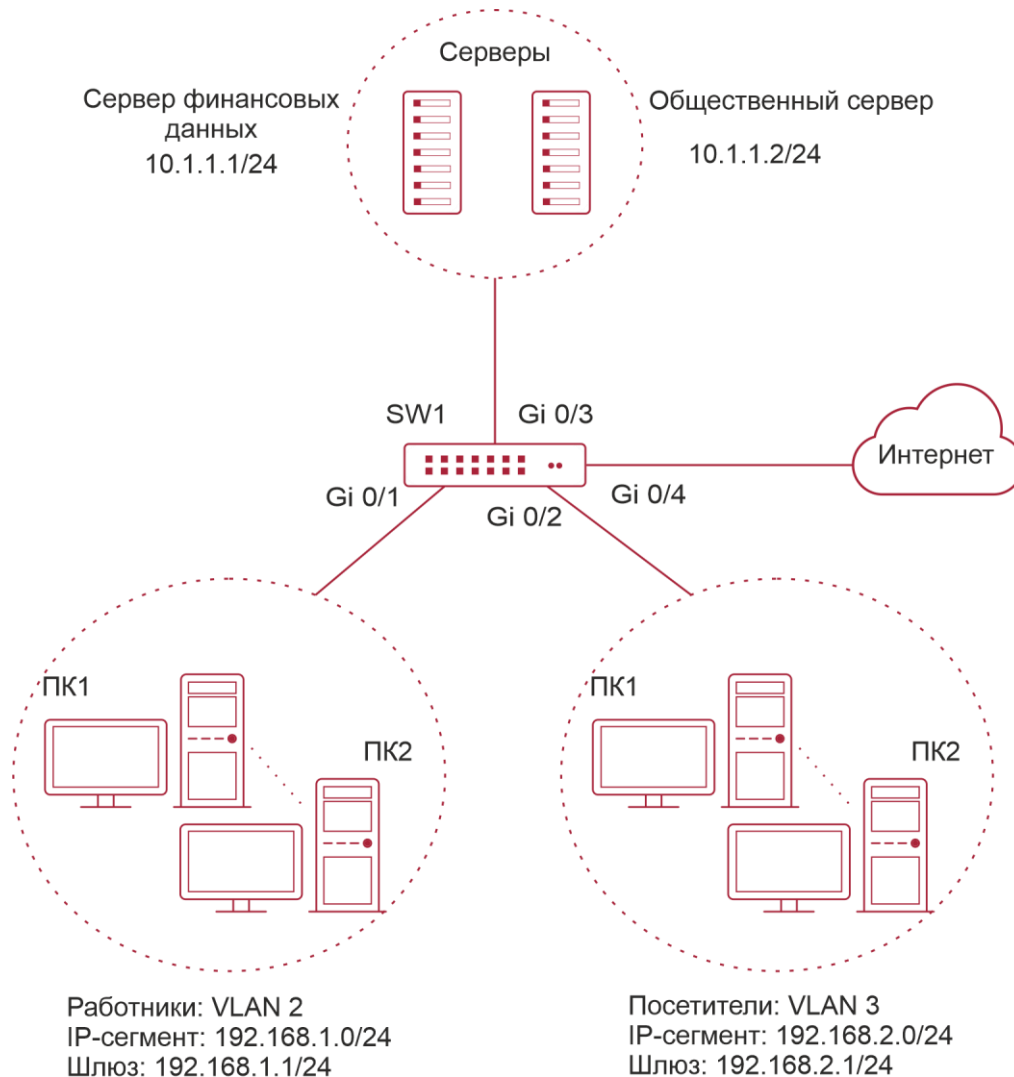 Серверы
Сервер финансовых
данных
10.1.1.1/24
Общественный сервер
10.1.1.2/24
SW1
Gi 0/3
Интернет
Gi 0/1
Gi 0/2
Gi 0/4
ПК1
ПК2
ПК1
ПК2
Работники: VLAN 2
IP-сегмент: 192.168.1.0/24
Шлюз: 192.168.1.1/24
Посетители: VLAN 3
IP-сегмент: 192.168.2.0/24
Шлюз: 192.168.2.1/24